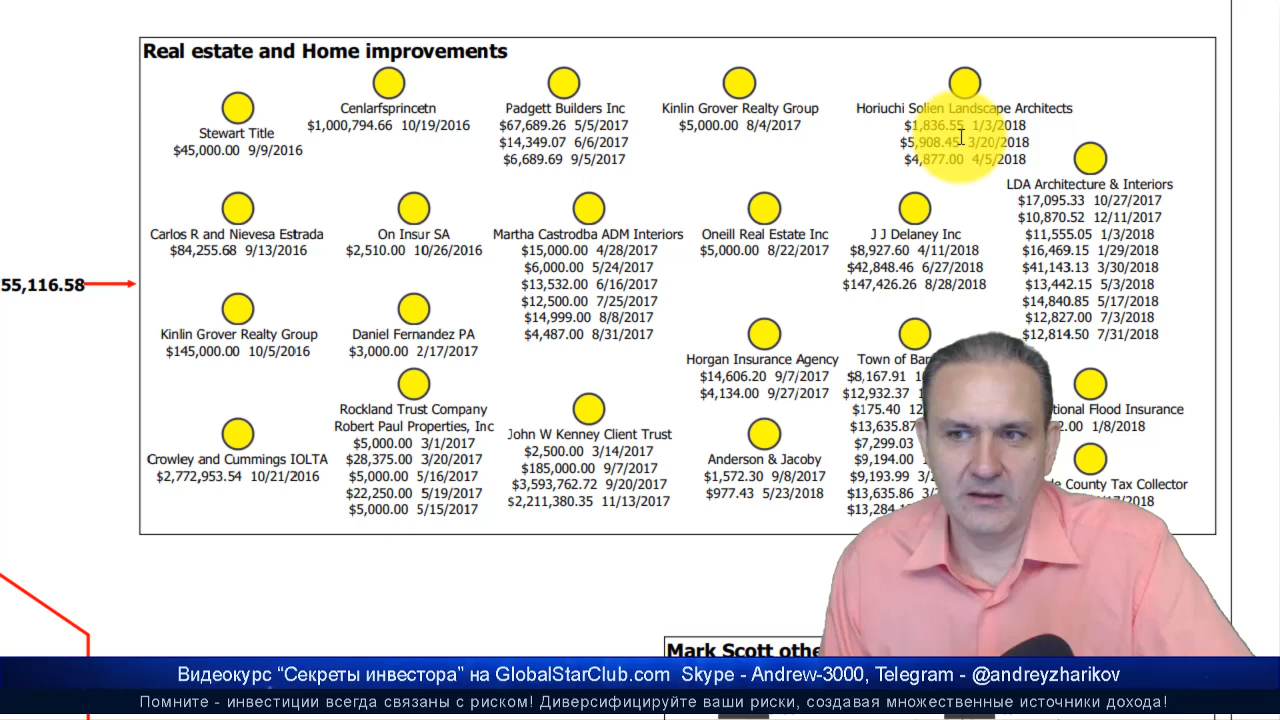 Real estate and Home improvements
Stewart Title
$45,000.00 9/9/2016
Cenlarfsprincetn
$1,000,794.66 10/19/2016
Padgett Builders Inc
$67,689.26 5/5/2017
$14,349.07 6/6/2017
$6,689.69 9/5/2017
Kinlin Grover Realty Group
$5,000.00 8/4/2017
Horiuchi Solien Landscape Architects
$1,836.55 1/3/2018
$5,908.45 3/20/2018
$4,877.00 4/5/2018
LDA Architecture & Interiors
$17,095.33 10/27/2017
$10,870.52 12/11/2017
$11,555.05 1/3/2018
$16,469.15 1/29/2018
$41,143.13 3/30/2018
$13,442.15 5/3/2018
$14,840.85 5/17/2018
$12,827.00 7/3/2018
$12,814.50 7/31/2018
Carlos R and Nievesa Estrada
$84,255.68 9/13/2016
On Insur SA
$2,510.00 10/26/2016
Martha Castrodba ADM Interiors
$15,000.00 4/28/2017
$6,000.00 5/24/2017
$13,532.00 6/16/2017
$12,500.00 7/25/2017
$14,999.00 8/8/2017
$4,487.00 8/31/2017
Oneill Real Estate Inc
$5,000.00 8/22/2017
J J Delaney Inc
$8,927.60 4/11/2018
$42,848.46 6/27/2018
$147,426.26 8/28/2018
55,116.58
Kinlin Grover Realty Group
$145,000.00 10/5/2016
Daniel Fernandez PA
$3,000.00 2/17/2017
Horgan Insurance Agency
$14,606.20 9/7/2017
$4,134.00 9/27/2017
Town of
$8,167.91
$12,932.37
$175.40
$13,635.87
$7,299.03
$9,194.00
$9,193.99
$13,635.86
Flood Insurance
1/8/2018
Crowley and Cummings IOLTA
$2,772,953.54 10/21/2016
Rockland Trust Company
Robert Paul Properties, Inc
$5,000.00 3/1/2017
$28,375.00 3/20/2017
$5,000.00 5/16/2017
$22,250.00 5/19/2017
$5,000.00 5/15/2017
John W Kenney Client Trust
$2,500.00 3/14/2017
$185,000.00 9/7/2017
$3,593,762.72 9/20/2017
$2,211,380.35 11/13/2017
Anderson & Jacoby
$1,572.30 9/8/2017
$977.43 5/23/2018
County Tax Collector
Mark Scott
Видеокурс “Секреты инвестора” на GlobalStarClub.com Skype - Andrew-3000, Telegram - @andreyzharikov
Помните - инвестиции всегда связаны с риском! Диверсифицируйте ваши риски, создавая множественные источники дохода!